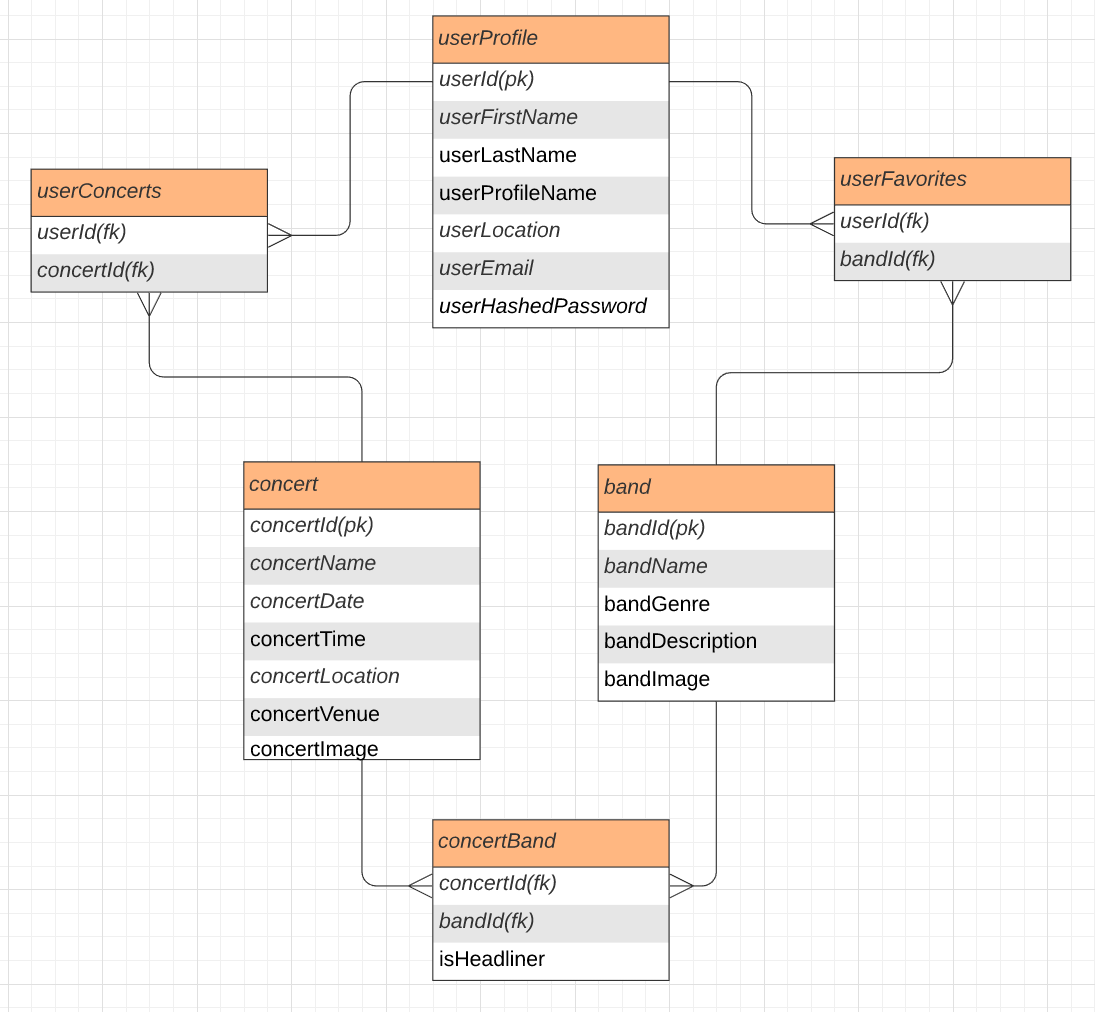 userProfile
userId(pk)
userFirstName
userLastName
userProfileName
userLocation
userEmail
userHashedPassword
userConcerts
userId(fk)
concertId(fk)
userFavorites
userId(fk)
bandId(fk)
concert
concertId(pk)
concertName
concertDate
concertTime
concertLocation
concertVenue
concertImage
band
bandId(pk)
bandName
bandGenre
bandDescription
bandImage
concertBand
concertId(fk)
bandId(fk)
isHeadliner